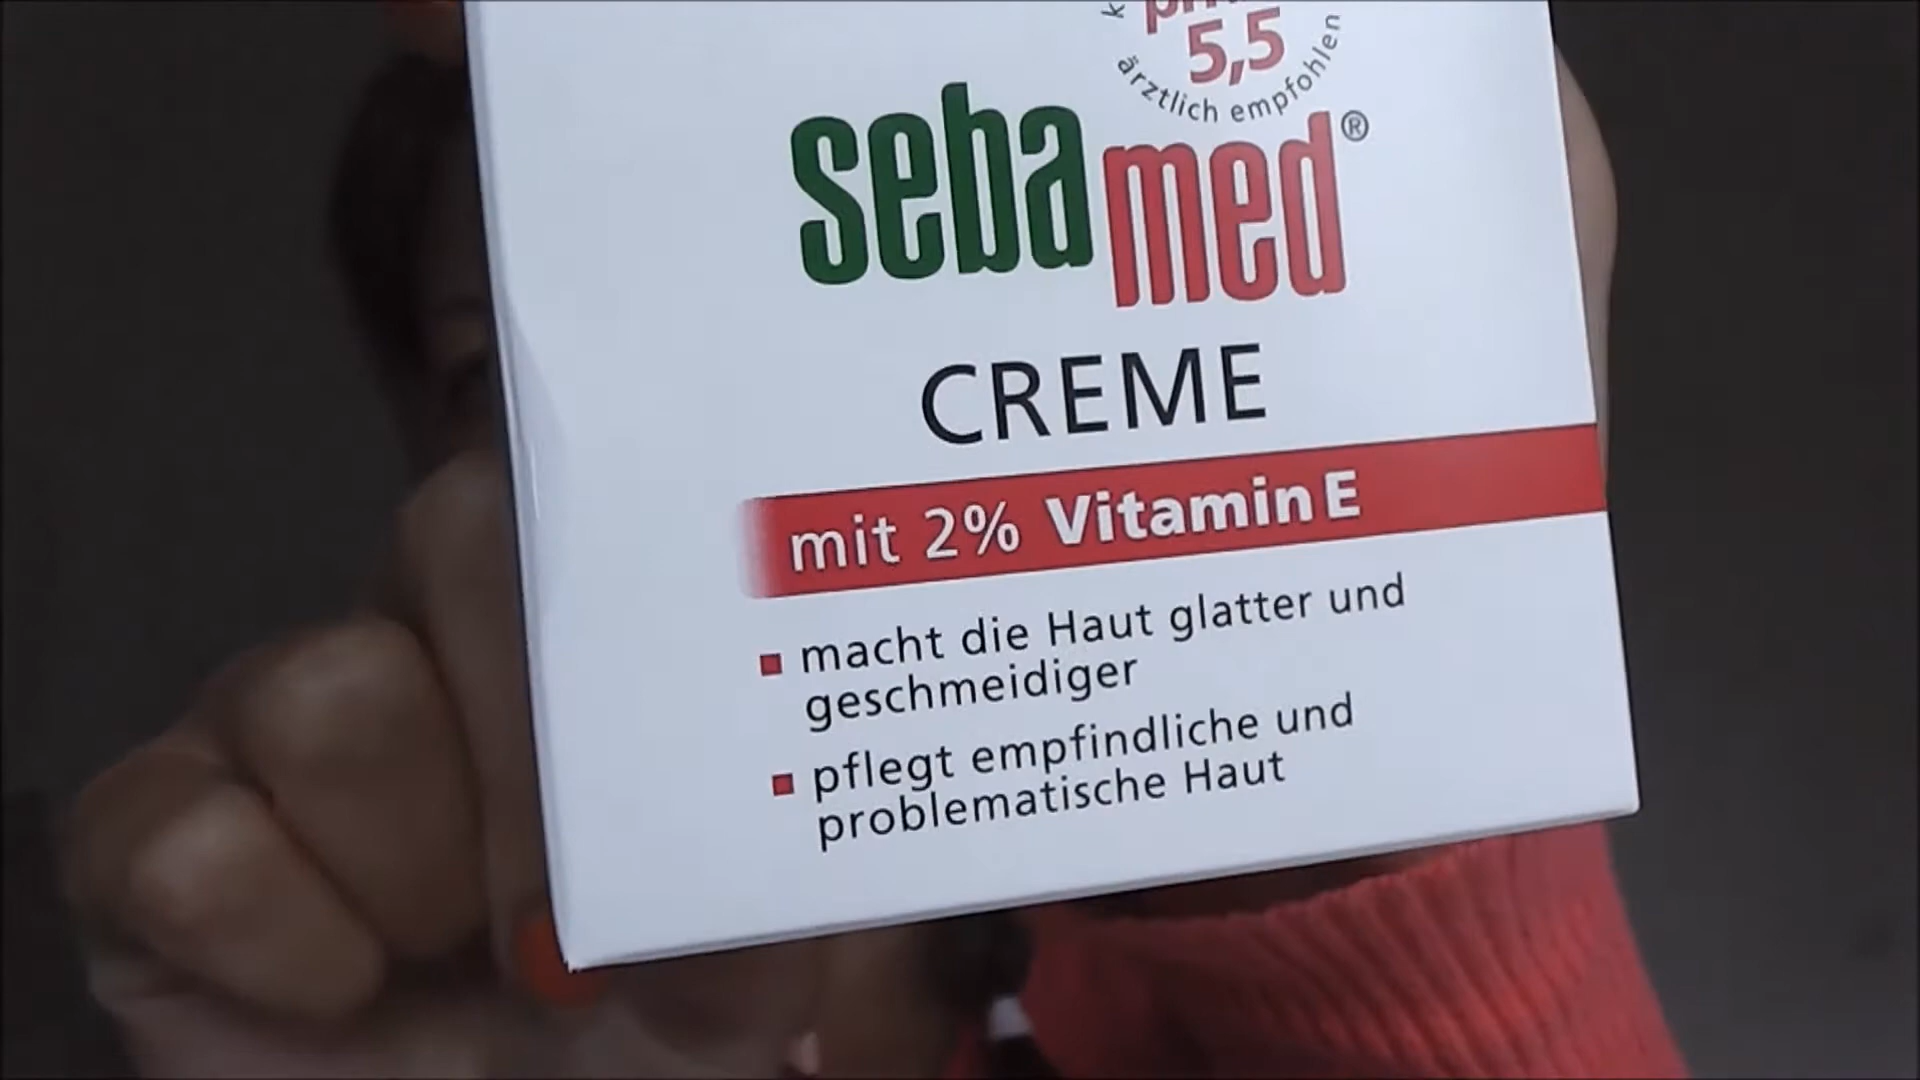 5,5
ärztlich empfohlen
sebamed®
CREME
mit 2% Vitamin E
▪ macht die Haut glatter und
geschmeidiger
▪ pflegt empfindliche und
problematische Haut